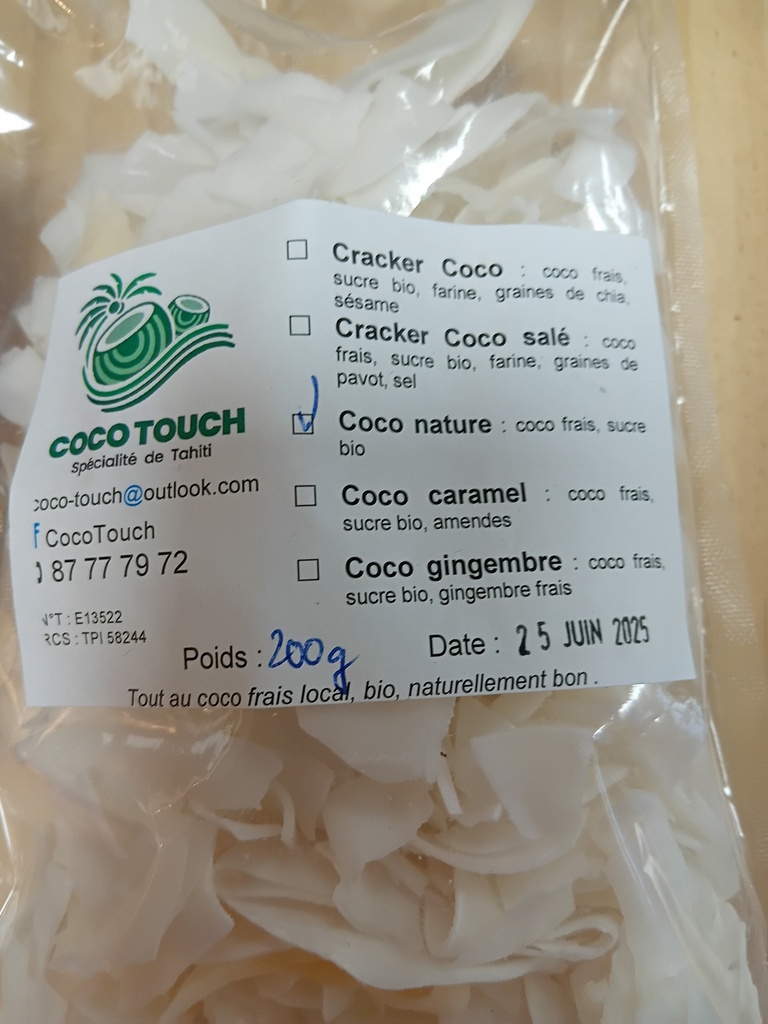 COCO TOUCH
Spécialité de Tahiti
coco-touch@outlook.com
f CocoTouch
87 77 79 72
N°T : E13522
RCS : TPI 58244
Cracker Coco : coco frais,
sucre bio, farine, graines de chia,
sésame
Cracker Coco salé : coco
frais, sucre bio, farine, graines de
pavot, sel
Coco nature : coco frais, sucre
bio
Coco caramel : coco frais,
sucre bio, amendes
Coco gingembre : coco frais,
sucre bio, gingembre frais
Poids : 200g
Date : 25 JUIN 2025
Tout au coco frais local, bio, naturellement bon .